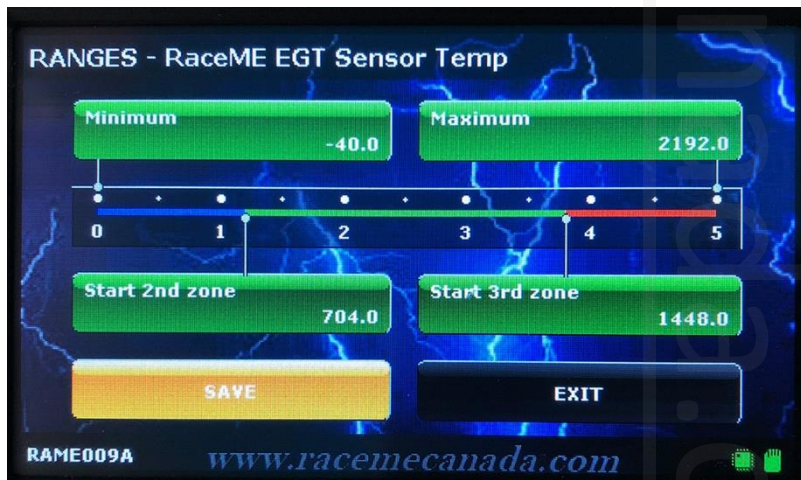 RANGES - RaceME EGT Sensor Temp
Minimum
-40.0
Maximum
2192.0
0 1 2 3 4 5
Start 2nd zone
704.0
Start 3rd zone
1448.0
SAVE
EXIT
RAME009A
www.racemecanada.com